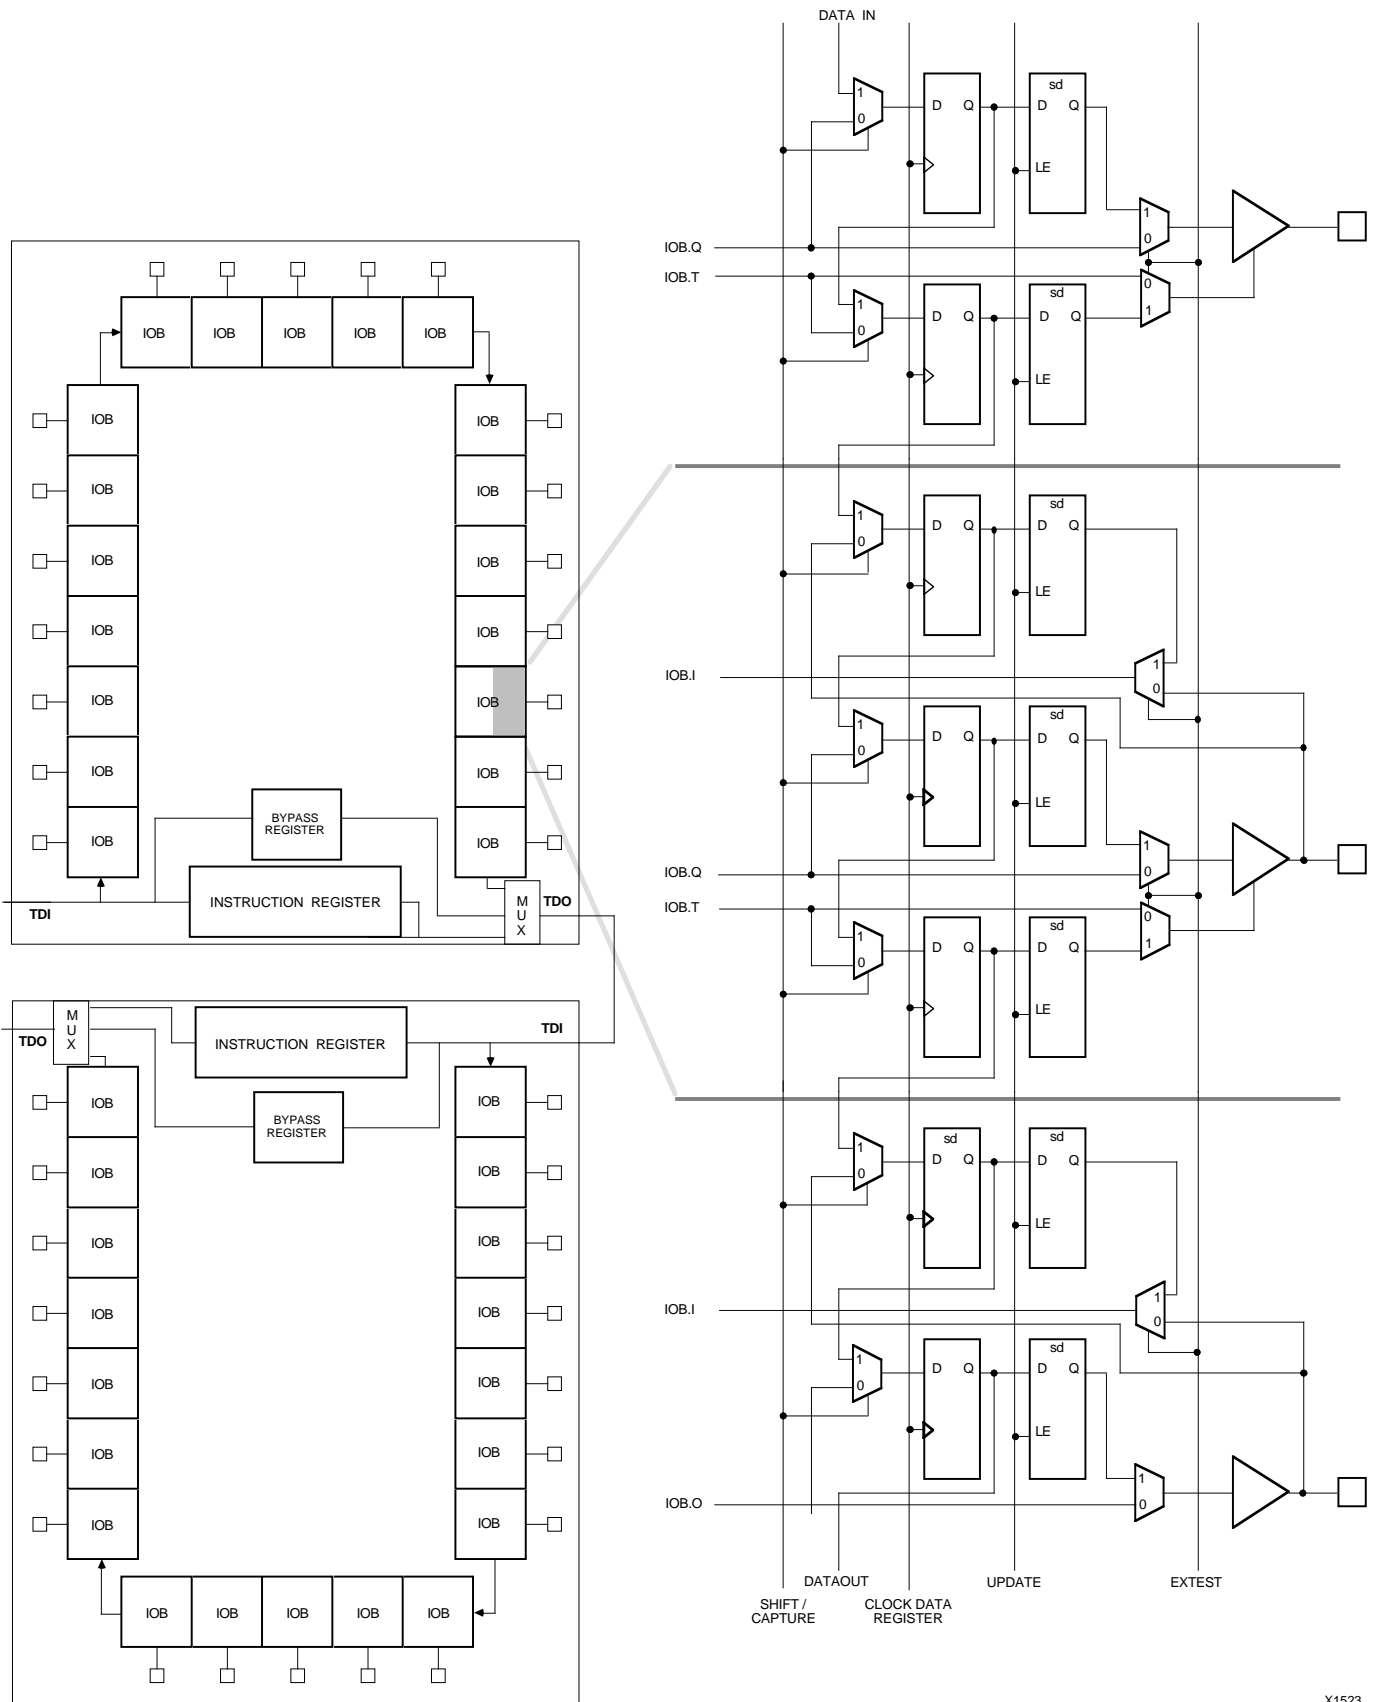 IOB IOB IOB IOB IOB
IOB IOB
IOB IOB
IOB IOB
IOB IOB
IOB IOB
IOB IOB
IOB IOB
BYPASS
REGISTER
INSTRUCTION REGISTER
TDI
M
U
X
TDO
M
U
X
TDO
INSTRUCTION REGISTER
TDI
BYPASS
REGISTER
IOB IOB
IOB IOB
IOB IOB
IOB IOB
IOB IOB
IOB IOB
IOB IOB
IOB IOB IOB IOB IOB
DATA IN
1
0
D Q
sd
D Q
LE
1
0
IOB.Q
IOB.T
1
0
D Q
sd
D Q
LE
0
1
1
0
D Q
sd
D Q
LE
1
0
IOB.I
1
0
D Q
sd
D Q
LE
1
0
IOB.Q
IOB.T
1
0
D Q
sd
D Q
LE
0
1
1
0
sd
D Q
sd
D Q
LE
1
0
IOB.I
1
0
D Q
sd
D Q
LE
1
0
IOB.O
DATAOUT
UPDATE
EXTEST
SHIFT /
CAPTURE
CLOCK DATA
REGISTER
X1523